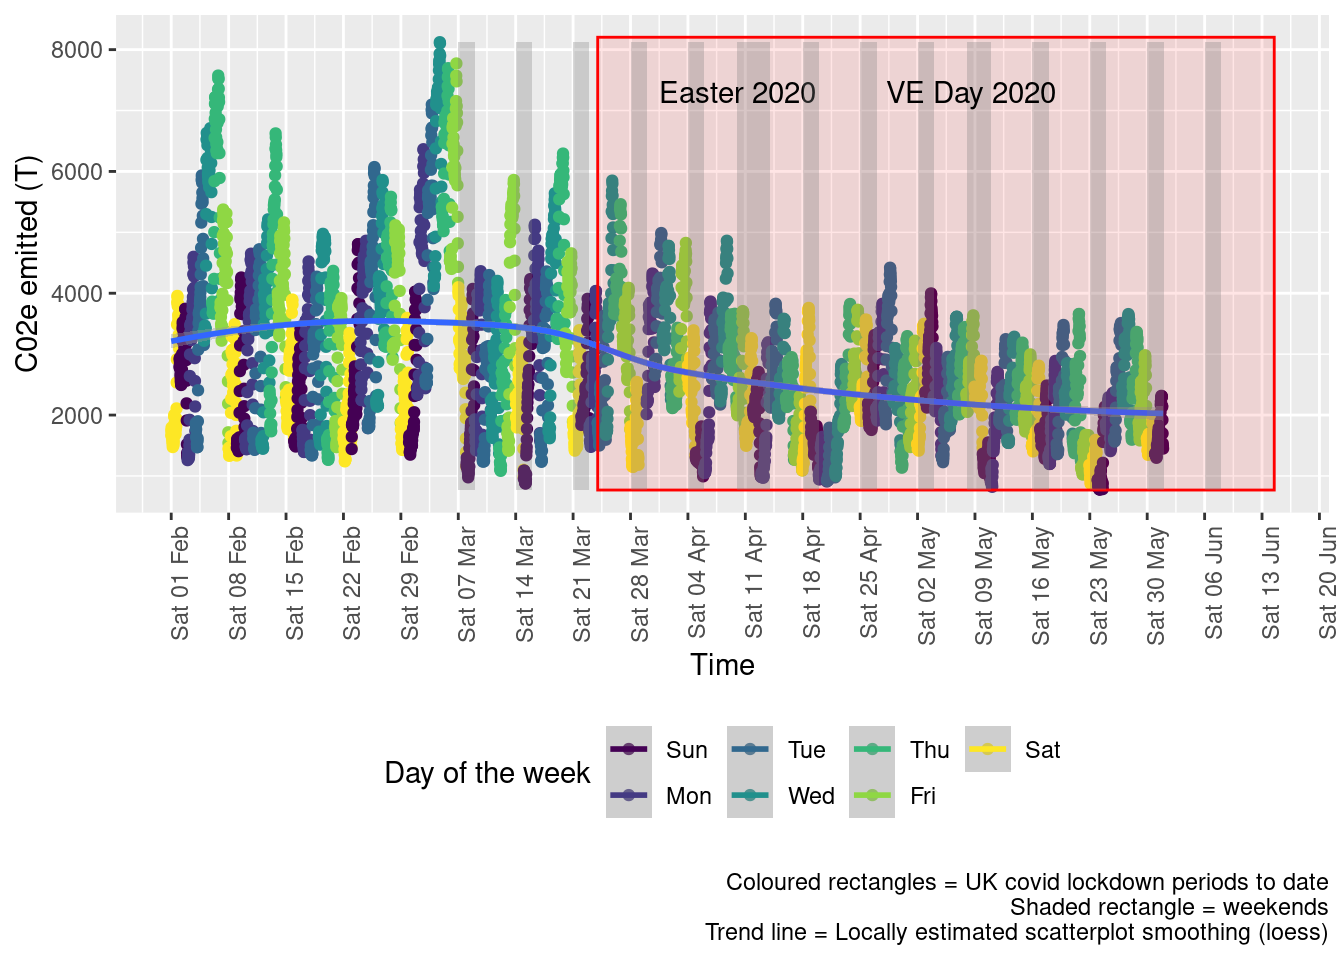 C02e emitted (T)
8000
6000
4000
2000
Easter 2020
VE Day 2020
Sat 01 Feb
Sat 08 Feb
Sat 15 Feb
Sat 22 Feb
Sat 29 Feb
Sat 07 Mar
Sat 14 Mar
Sat 21 Mar
Sat 28 Mar
Sat 04 Apr
Sat 11 Apr
Sat 18 Apr
Sat 25 Apr
Sat 02 May
Sat 09 May
Sat 16 May
Sat 23 May
Sat 30 May
Sat 06 Jun
Sat 13 Jun
Sat 20 Jun
Time
Day of the week
Sun
Tue
Thu
Sat
Mon
Wed
Fri
Coloured rectangles = UK covid lockdown periods to date
Shaded rectangle = weekends
Trend line = Locally estimated scatterplot smoothing (loess)